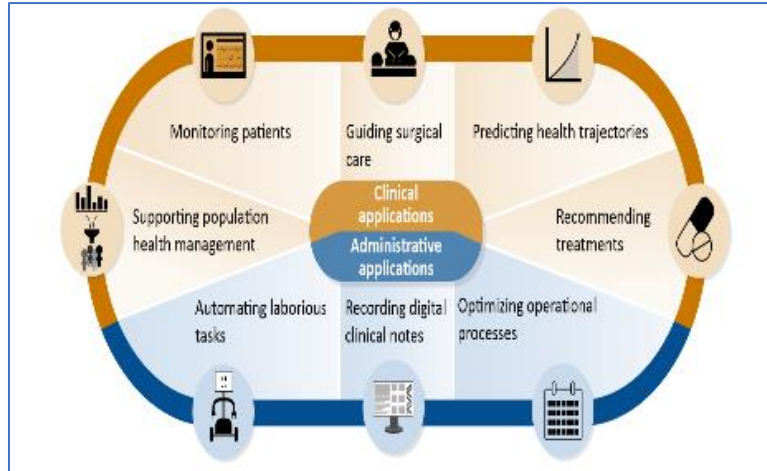 Monitoring patients
Guiding surgical
care
Predicting health trajectories
Supporting population
health management
Clinical
applications
Administrative
applications
Recommending
treatments
Automating laborious
tasks
Recording digital
clinical notes
Optimizing operational
processes